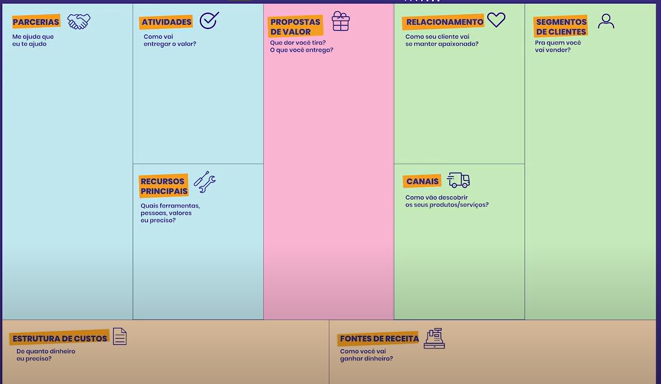 PARCERIAS
Me ajuda que
eu te ajudo
ATIVIDADES
Como vai
entregar o valor?
RECURSOS
PRINCIPAIS
Quais ferramentas,
pessoas, valores
eu preciso?
PROPOSTAS
DE VALOR
Que dor você tira?
O que você entrega?
RELACIONAMENTO
Como seu cliente vai
se manter apaixonado?
CANAIS
Como vão descobrir
os seus produtos/serviços?
SEGMENTOS
DE CLIENTES
Pra quem você
vai vender?
ESTRUTURA DE CUSTOS
De quanto dinheiro
eu preciso?
FONTES DE RECEITA
Como você vai
ganhar dinheiro?